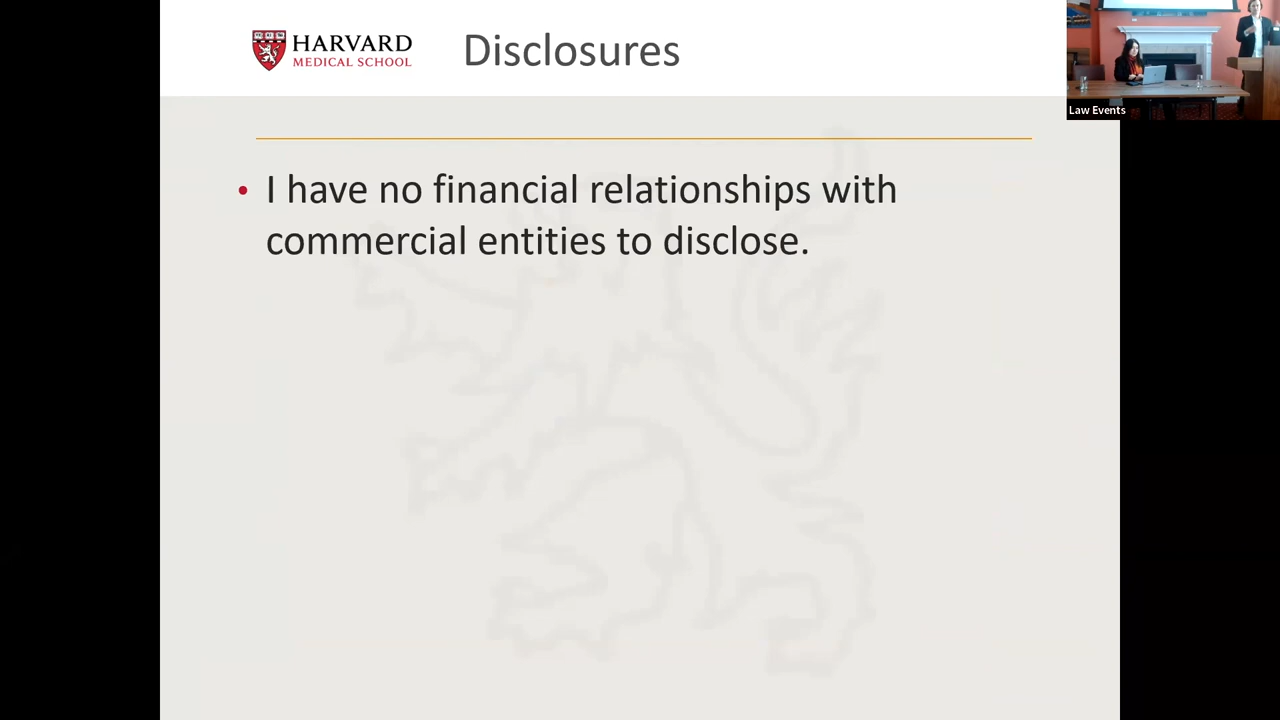 HARVARD
MEDICAL SCHOOL
Disclosures
Law Events
• I have no financial relationships with
commercial entities to disclose.